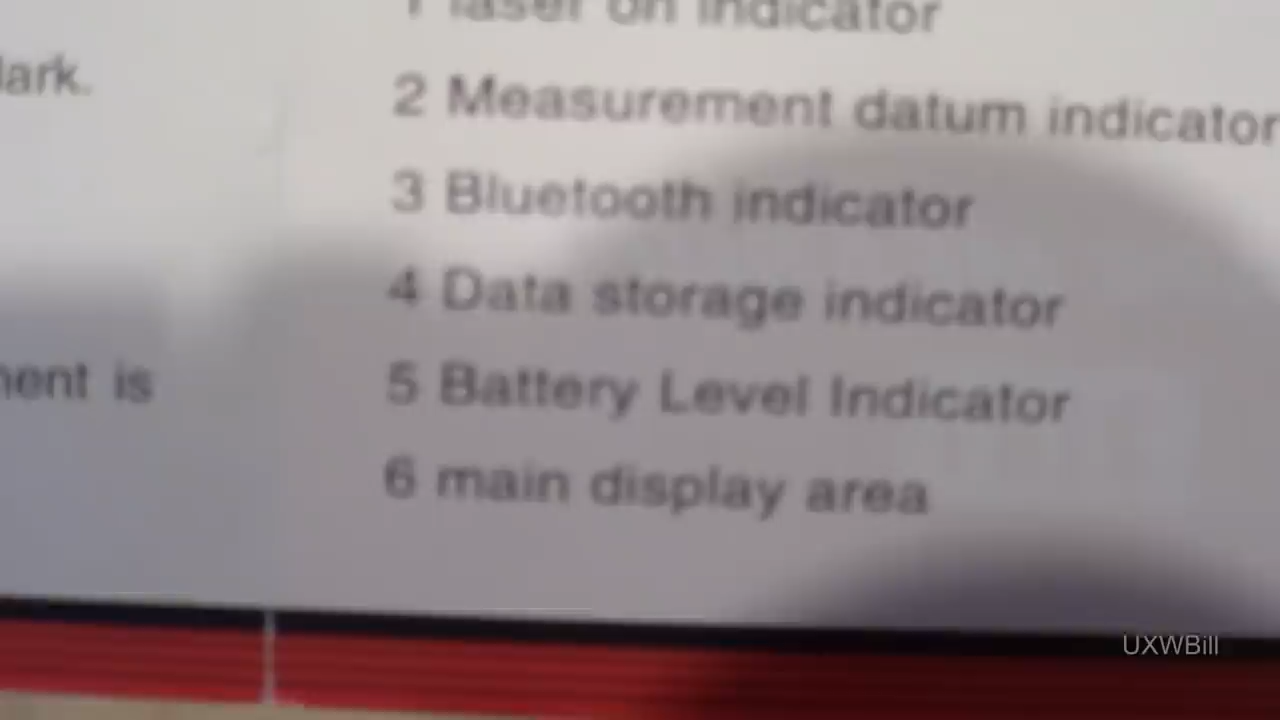 1 laser on indicator
lark.
2 Measurement datum indicator
3 Bluetooth indicator
4 Data storage indicator
nent is
5 Battery Level Indicator
6 main display area
UXWBill